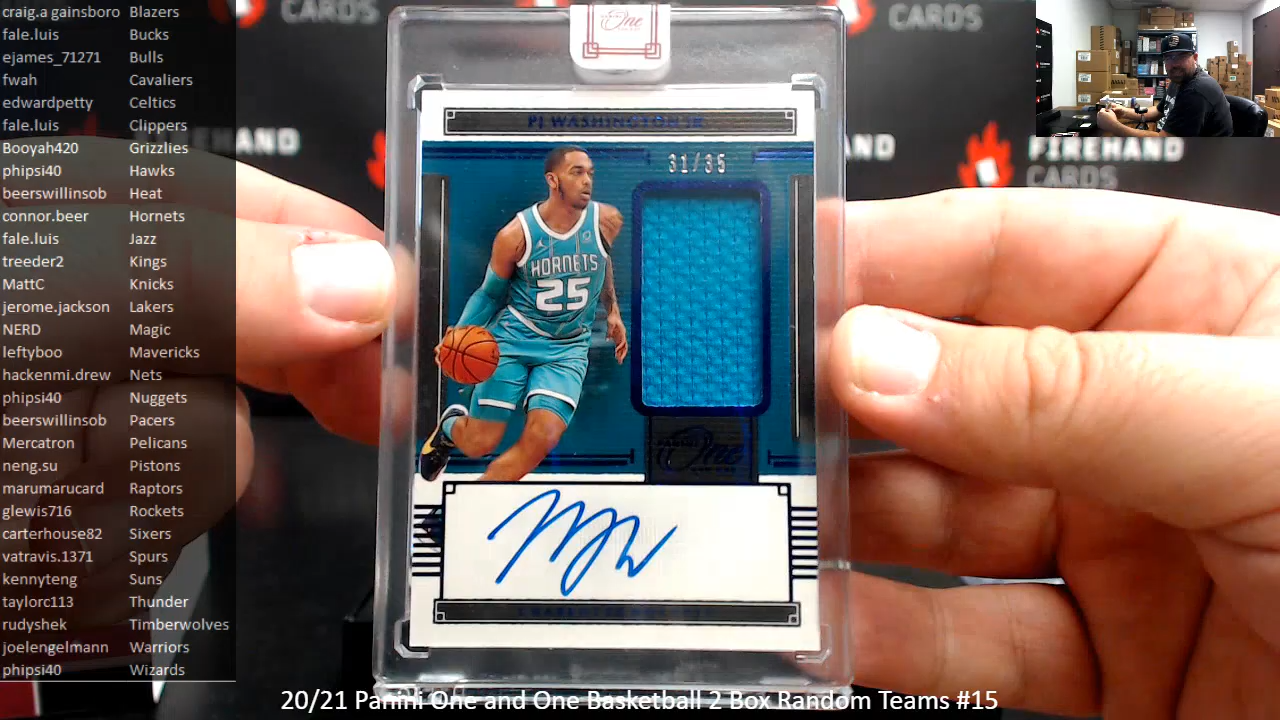 craig.a gainsboro Blazers
fale.luis Bucks
ejames_71271 Bulls
fwah Cavaliers
edwardpetty Celtics
fale.luis Clippers
Booyah420 Grizzlies
phipsi40 Hawks
beerswillinsob Heat
connor.beer Hornets
fale.luis Jazz
treeder2 Kings
MattC Knicks
jerome.jackson Lakers
NERD Magic
leftyboo Mavericks
hackenmi.drew Nets
phipsi40 Nuggets
beerswillinsob Pacers
Mercatron Pelicans
neng.su Pistons
marumarucard Raptors
glewis716 Rockets
carterhouse82 Sixers
vatravis.1371 Spurs
kennyteng Suns
taylorc113 Thunder
rudyshek Timberwolves
joelengelmann Warriors
phipsi40 Wizards
FIREHAND
CARDS
CARDS
One
PJ WASHINGTON JR.
31/35
HORNETS
25
One
FIREHAND
CARDS
20/21 Panini One and One Basketball 2 Box Random Teams #15